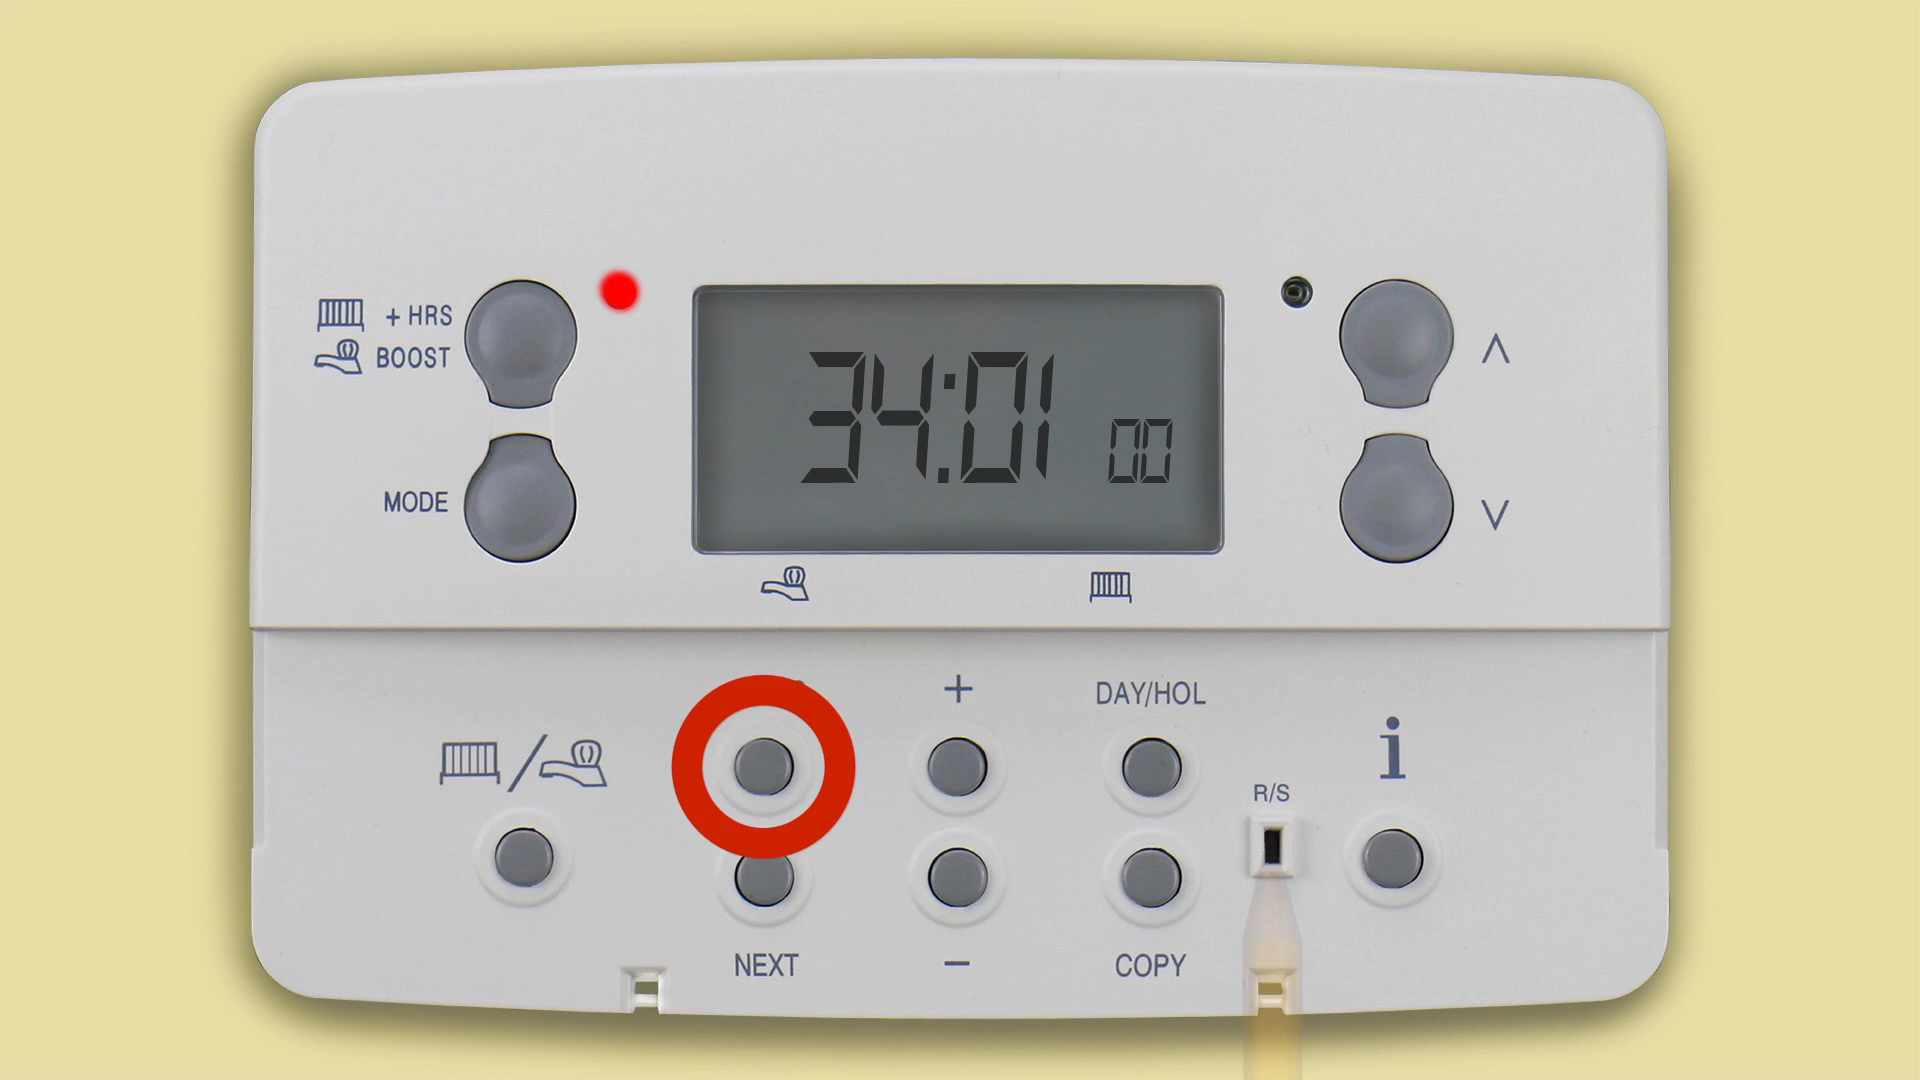 + HRS
BOOST
MODE
34:01 00
+
DAY/HOL
i
R/S
NEXT
−
COPY